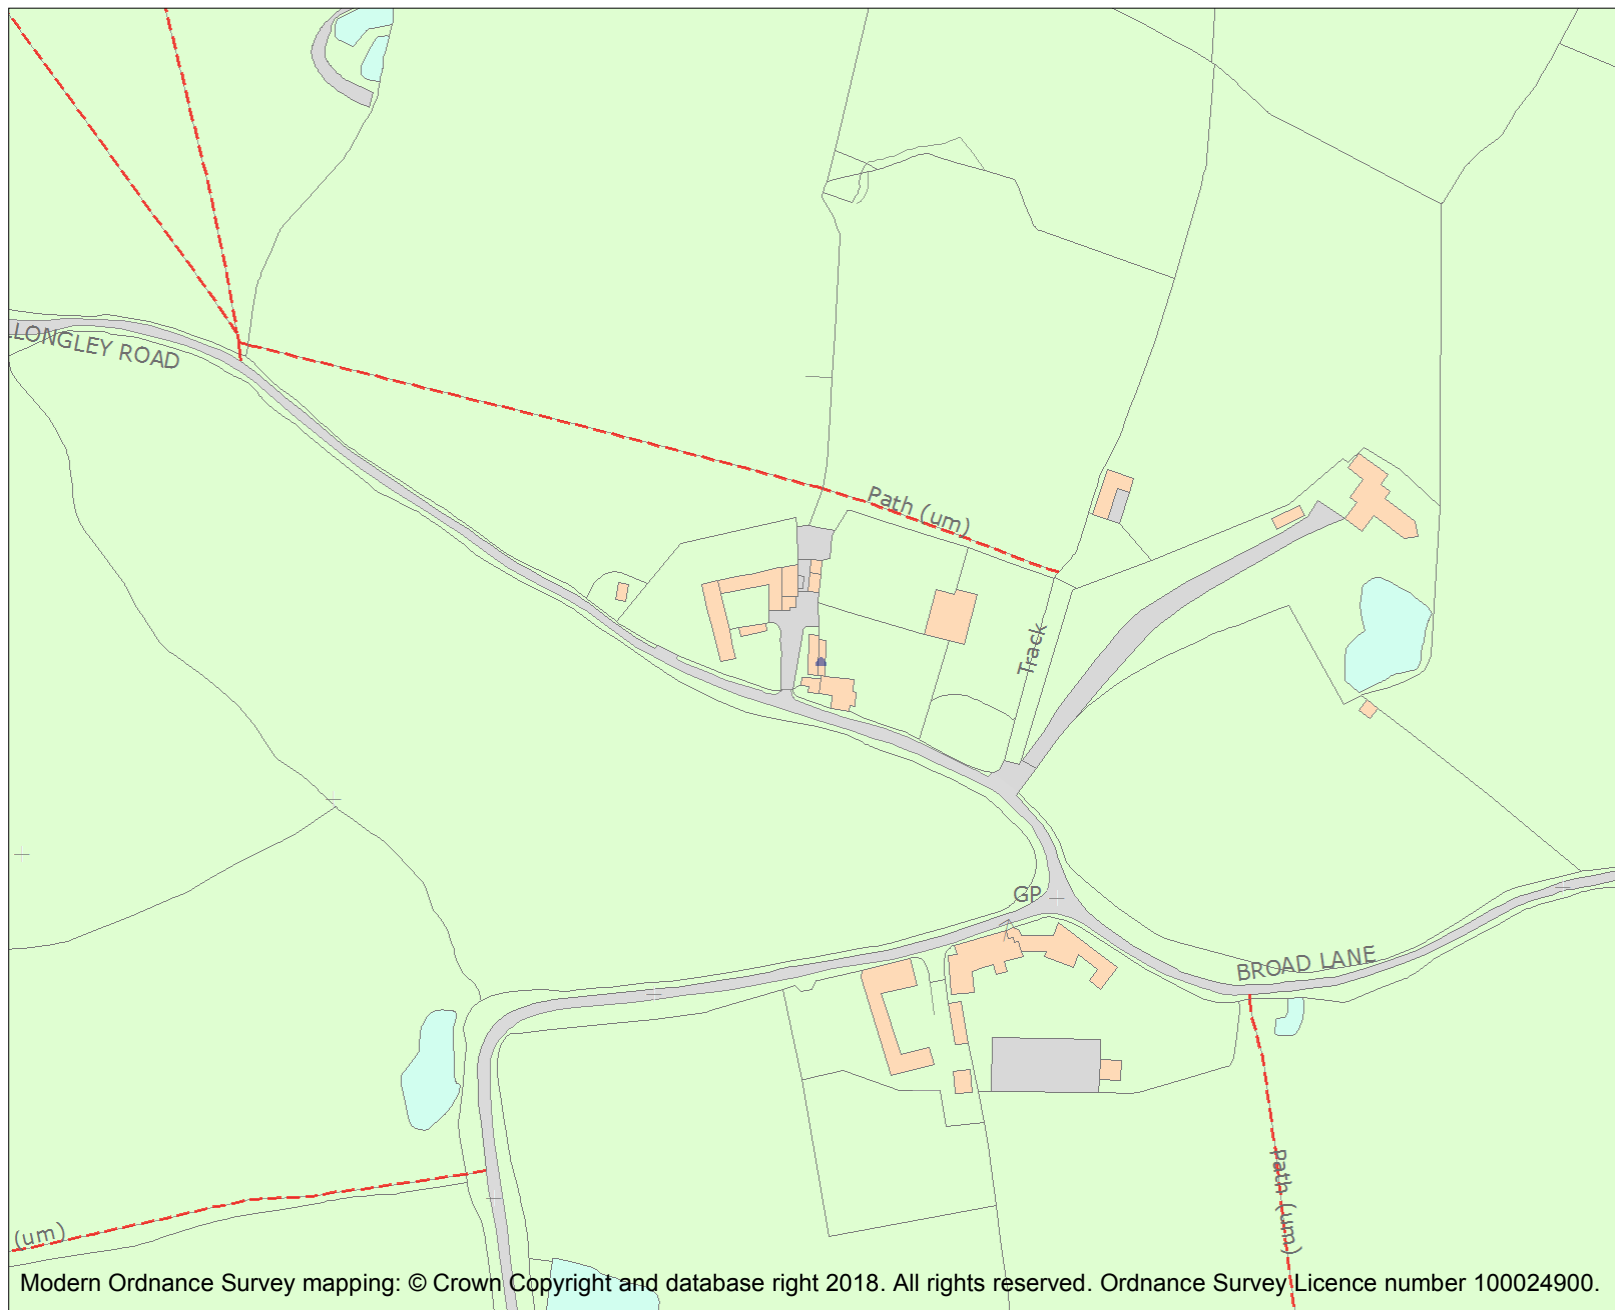 LONGLEY ROAD
Path (um)
Track
GP
BROAD LANE
Path (um)
(um)
Modern Ordnance Survey mapping: © Crown Copyright and database right 2018. All rights reserved. Ordnance Survey Licence number 100024900.